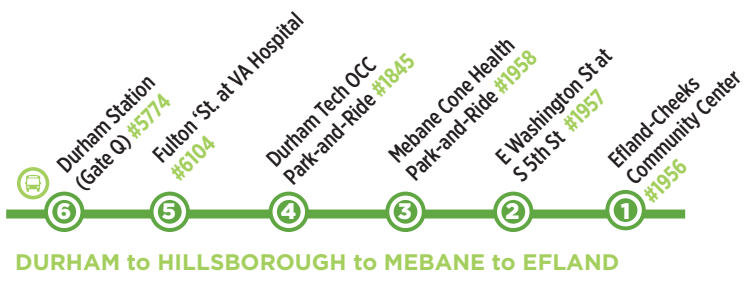 Durham Station
(Gate Q) #5774
Fulton ‘St. at VA Hospital
#6104
Durham Tech OCC
Park-and-Ride #1845
Mebane Cone Health
Park-and-Ride #1958
E Washington St at
S 5th St #1957
Efland-Cheeks
Community Center
#1956
6 5 4 3 2 1
DURHAM to HILLSBOROUGH to MEBANE to EFLAND